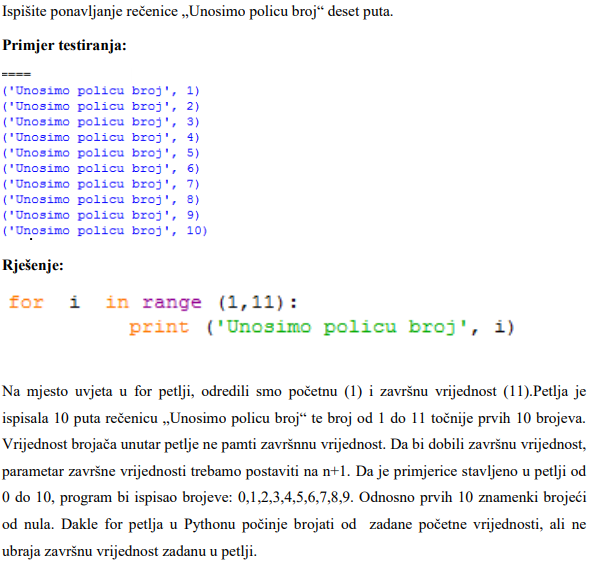 Ispišite ponavljanje rečenice „Unosimo policu broj“ deset puta.
Primjer testiranja:
====
('Unosimo policu broj', 1)
('Unosimo policu broj', 2)
('Unosimo policu broj', 3)
('Unosimo policu broj', 4)
('Unosimo policu broj', 5)
('Unosimo policu broj', 6)
('Unosimo policu broj', 7)
('Unosimo policu broj', 8)
('Unosimo policu broj', 9)
('Unosimo policu broj', 10)
Rješenje:
for i in range (1,11):
print ('Unosimo policu broj', i)
Na mjesto uvjeta u for petlji, odredili smo početnu (1) i završnu vrijednost (11).Petlja je
ispisala 10 puta rečenicu „Unosimo policu broj“ te broj od 1 do 11 točnije prvih 10 brojeva.
Vrijednost brojača unutar petlje ne pamti završnnu vrijednost. Da bi dobili završnu vrijednost,
parametar završne vrijednosti trebamo postaviti na n+1. Da je primjerice stavljeno u petlji od
0 do 10, program bi ispisao brojeve: 0,1,2,3,4,5,6,7,8,9. Odnosno prvih 10 znamenki brojeći
od nula. Dakle for petlja u Pythonu počinje brojati od zadane početne vrijednosti, ali ne
ubraja završnu vrijednost zadanu u petlji.